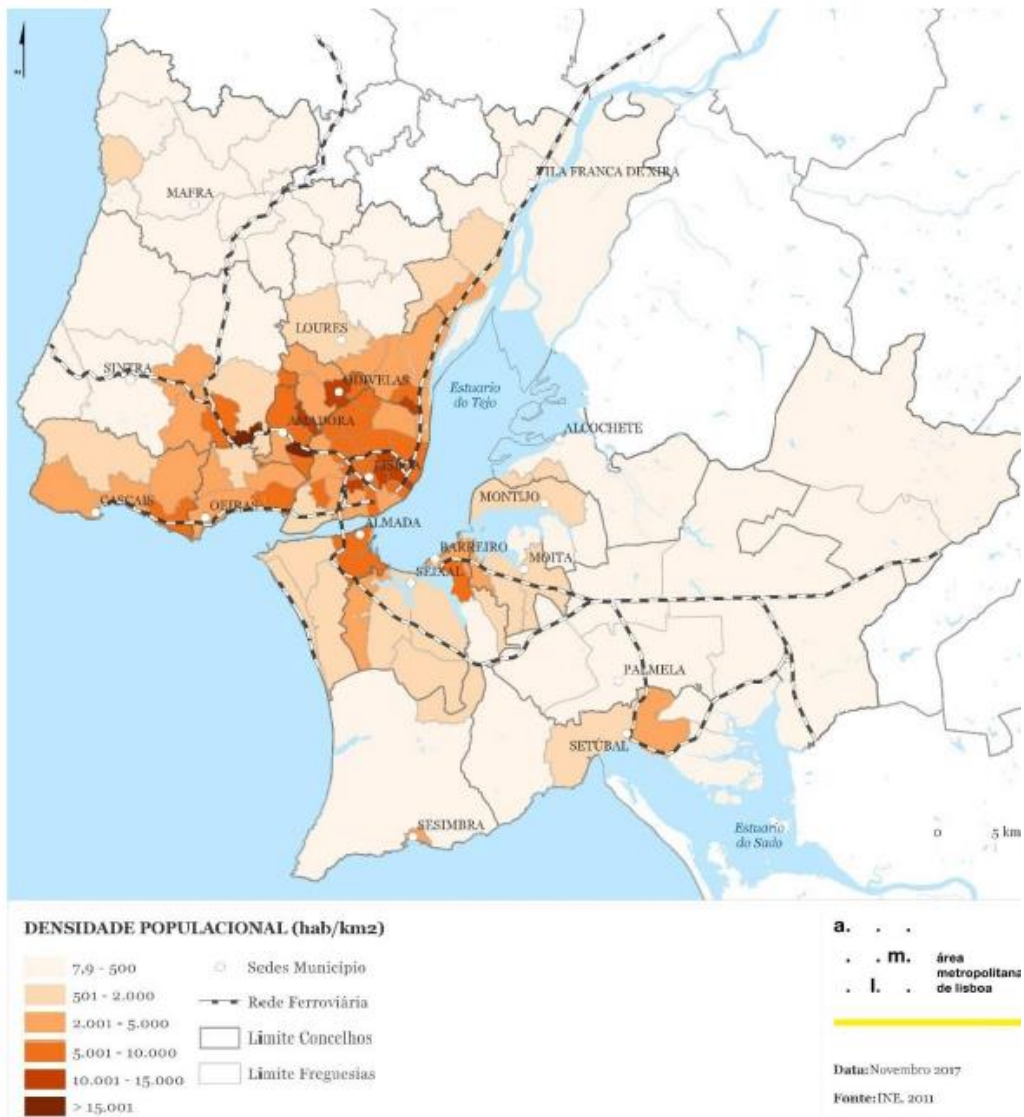 VILA FRANCA DE XIRA
MAFRA
LOURES
SINTRA
ODIVELAS
Estuario
do Tejo
AMADORA
ALCOCHETE
LISBOA
MONTIJO
CASCAIS
OEIRAS
ALMADA
BARREIRO
MOITA
SEIXAL
PALMELA
SETÚBAL
SESIMBRA
Estuario
do Sado
0 5 km
DENSIDADE POPULACIONAL (hab/km2)
7,9 - 500
501 - 2.000
2.001 - 5.000
5.001 - 10.000
10.001 - 15.000
> 15.001
Sedes Município
Rede Ferroviária
Limite Concelhos
Limite Freguesias
a. . .
. . m. área
metropolitana
. l. . de lisboa
Data:Novembro 2017
Fonte:INE, 2011